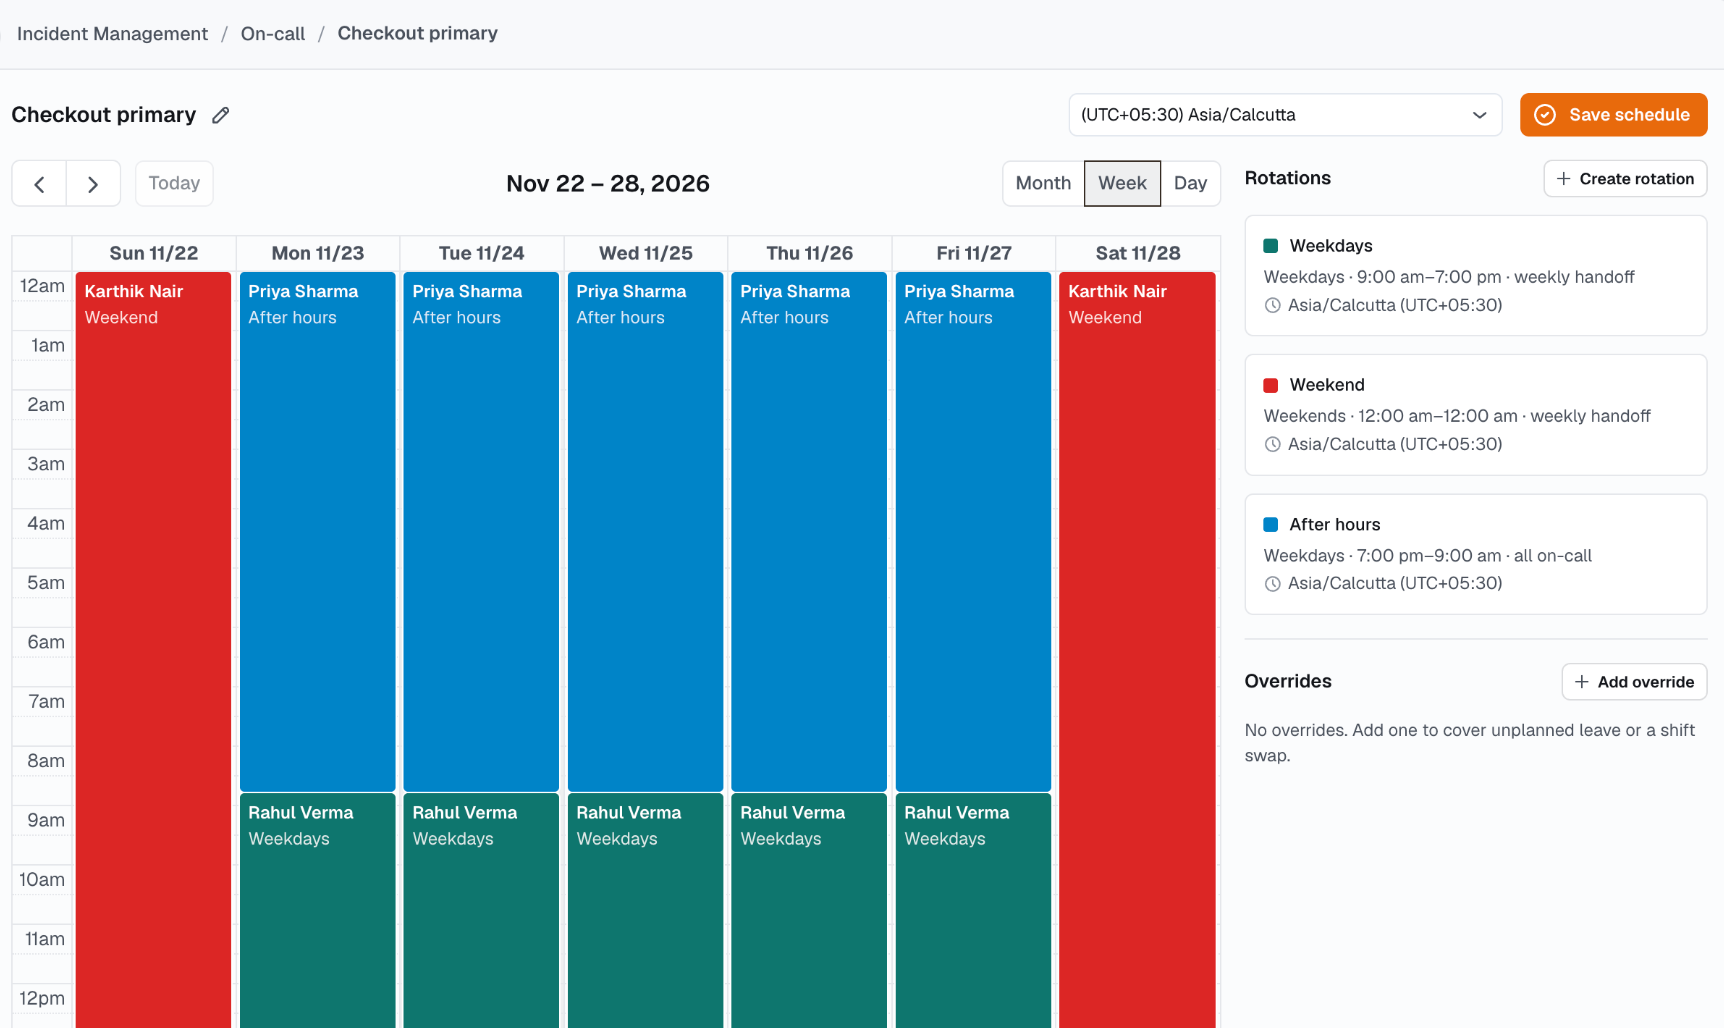 Incident Management / On-call / Checkout primary
Checkout primary
(UTC+05:30) Asia/Calcutta
Save schedule
Today
Nov 22 – 28, 2026
Month Week Day
Sun 11/22 Mon 11/23 Tue 11/24 Wed 11/25 Thu 11/26 Fri 11/27 Sat 11/28
12am
1am
2am
3am
4am
5am
6am
7am
8am
9am
10am
11am
12pm
Karthik Nair Priya Sharma Priya Sharma Priya Sharma Priya Sharma Priya Sharma Karthik Nair
Weekend After hours After hours After hours After hours After hours Weekend
Rahul Verma Rahul Verma Rahul Verma Rahul Verma Rahul Verma
Weekdays Weekdays Weekdays Weekdays Weekdays
Rotations
Create rotation
Weekdays
Weekdays · 9:00 am–7:00 pm · weekly handoff
Asia/Calcutta (UTC+05:30)
Weekend
Weekends · 12:00 am–12:00 am · weekly handoff
Asia/Calcutta (UTC+05:30)
After hours
Weekdays · 7:00 pm–9:00 am · all on-call
Asia/Calcutta (UTC+05:30)
Overrides
Add override
No overrides. Add one to cover unplanned leave or a shift
swap.